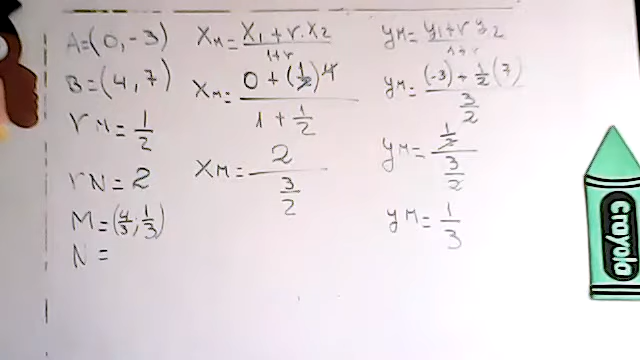 A=(0,-3)
B=(4,7)
rM=1/2
rN=2
M=(4/3;1/3)
N=
XM=X1+r.X2/1+r
XM=0+(1/2)4/1+1/2
XM=2/3/2
yM=y1+r y2/1+r
yM=(-3)+1/2(7)/3/2
yM=1/2/3/2
yM=1/3
Crayola